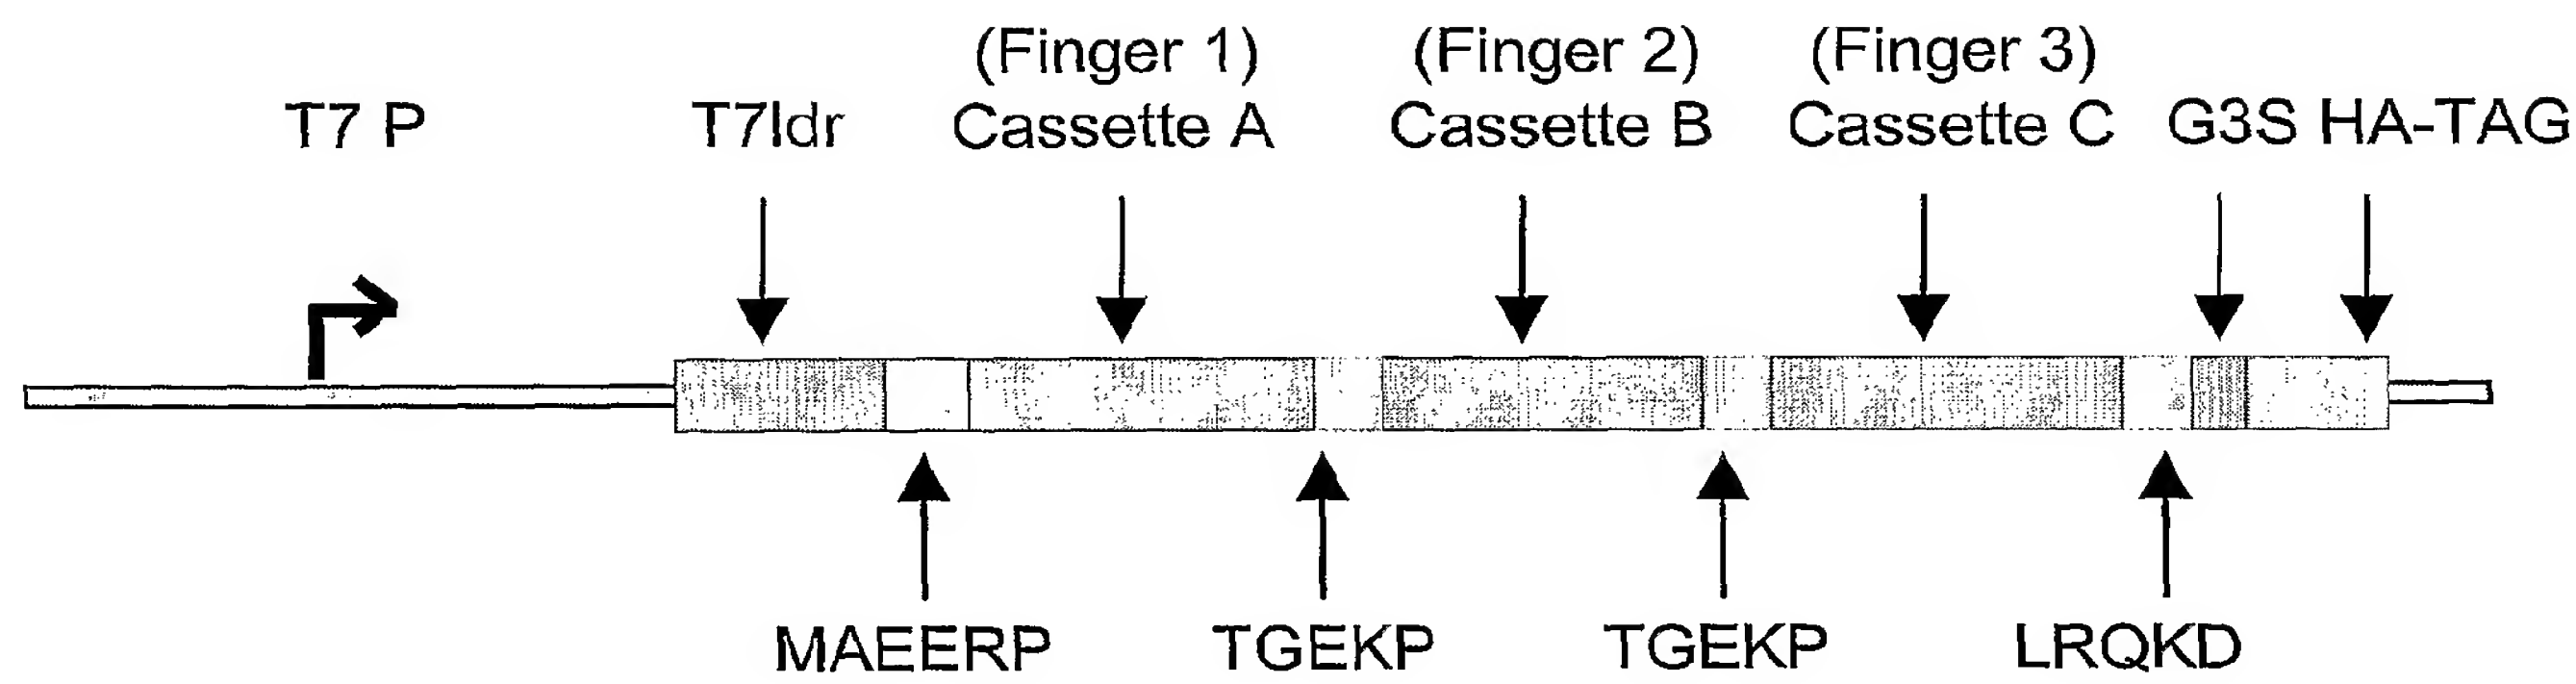 (Finger 1) (Finger 2) (Finger 3)
T7 P T7ldr Cassette A Cassette B Cassette C G3S HA-TAG
MAEERP TGEKP TGEKP LRQKD